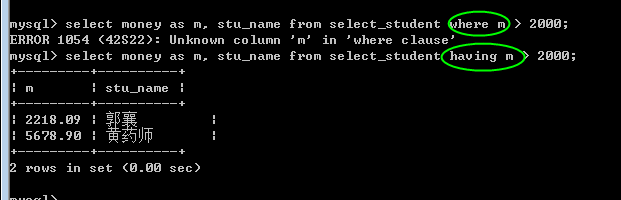 mysql> select money as m, stu_name from select_student where m > 2000;
ERROR 1054 (42S22): Unknown column 'm' in 'where clause'
mysql> select money as m, stu_name from select_student having m > 2000;
+---------+----------+
| m       | stu_name |
+---------+----------+
| 2218.09 | 郭襄         |
| 5678.90 | 黄药师         |
+---------+----------+
2 rows in set (0.00 sec)
mysql>